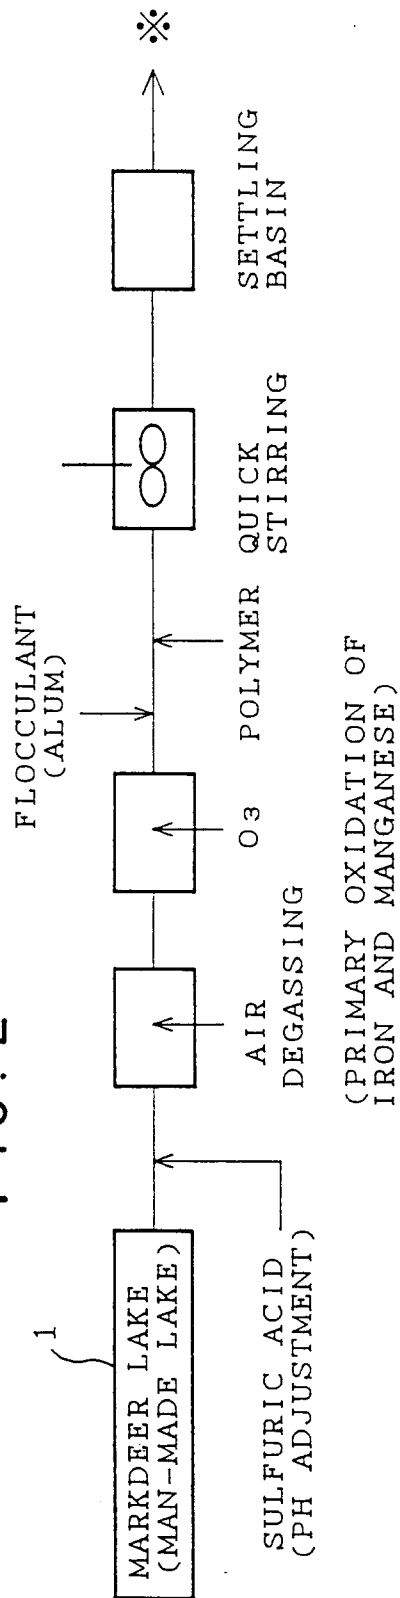 1
MARKDEER LAKE
(MAN-MADE LAKE)
SULFURIC ACID
(PH ADJUSTMENT)
AIR
DEGASSING
O3
(PRIMARY OXIDATION OF
IRON AND MANGANESE)
FLOCCULANT
(ALUM)
POLYMER
QUICK
STIRRING
SETTLING
BASIN
※